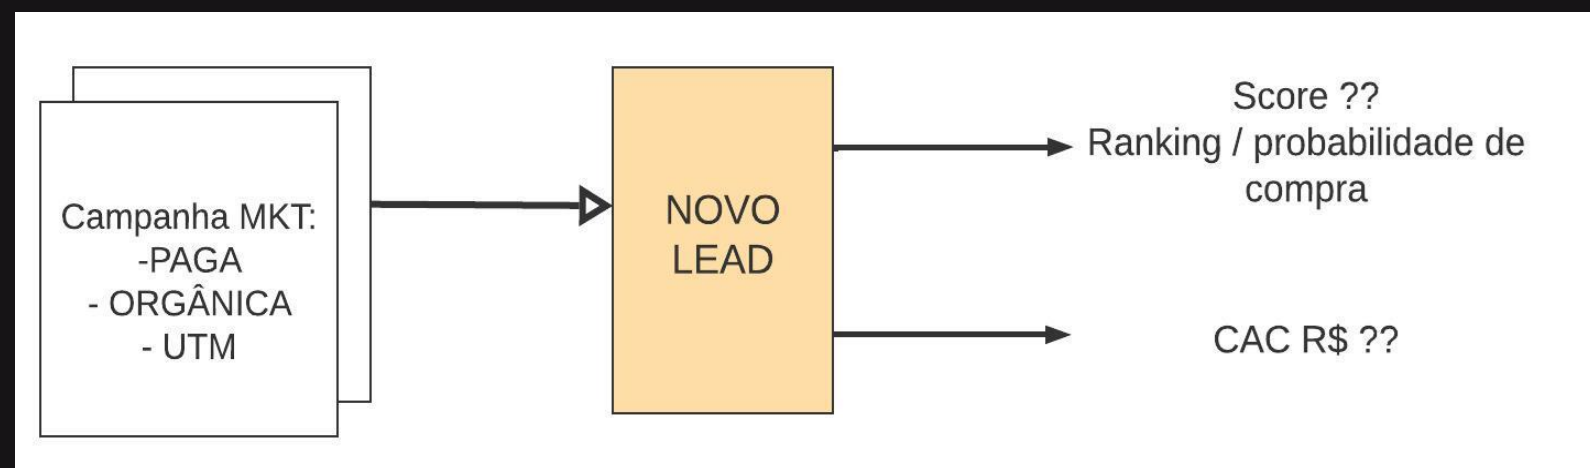 Campanha MKT:
-PAGA
- ORGÂNICA
- UTM
NOVO
LEAD
Score ??
Ranking / probabilidade de
compra
CAC R$ ??